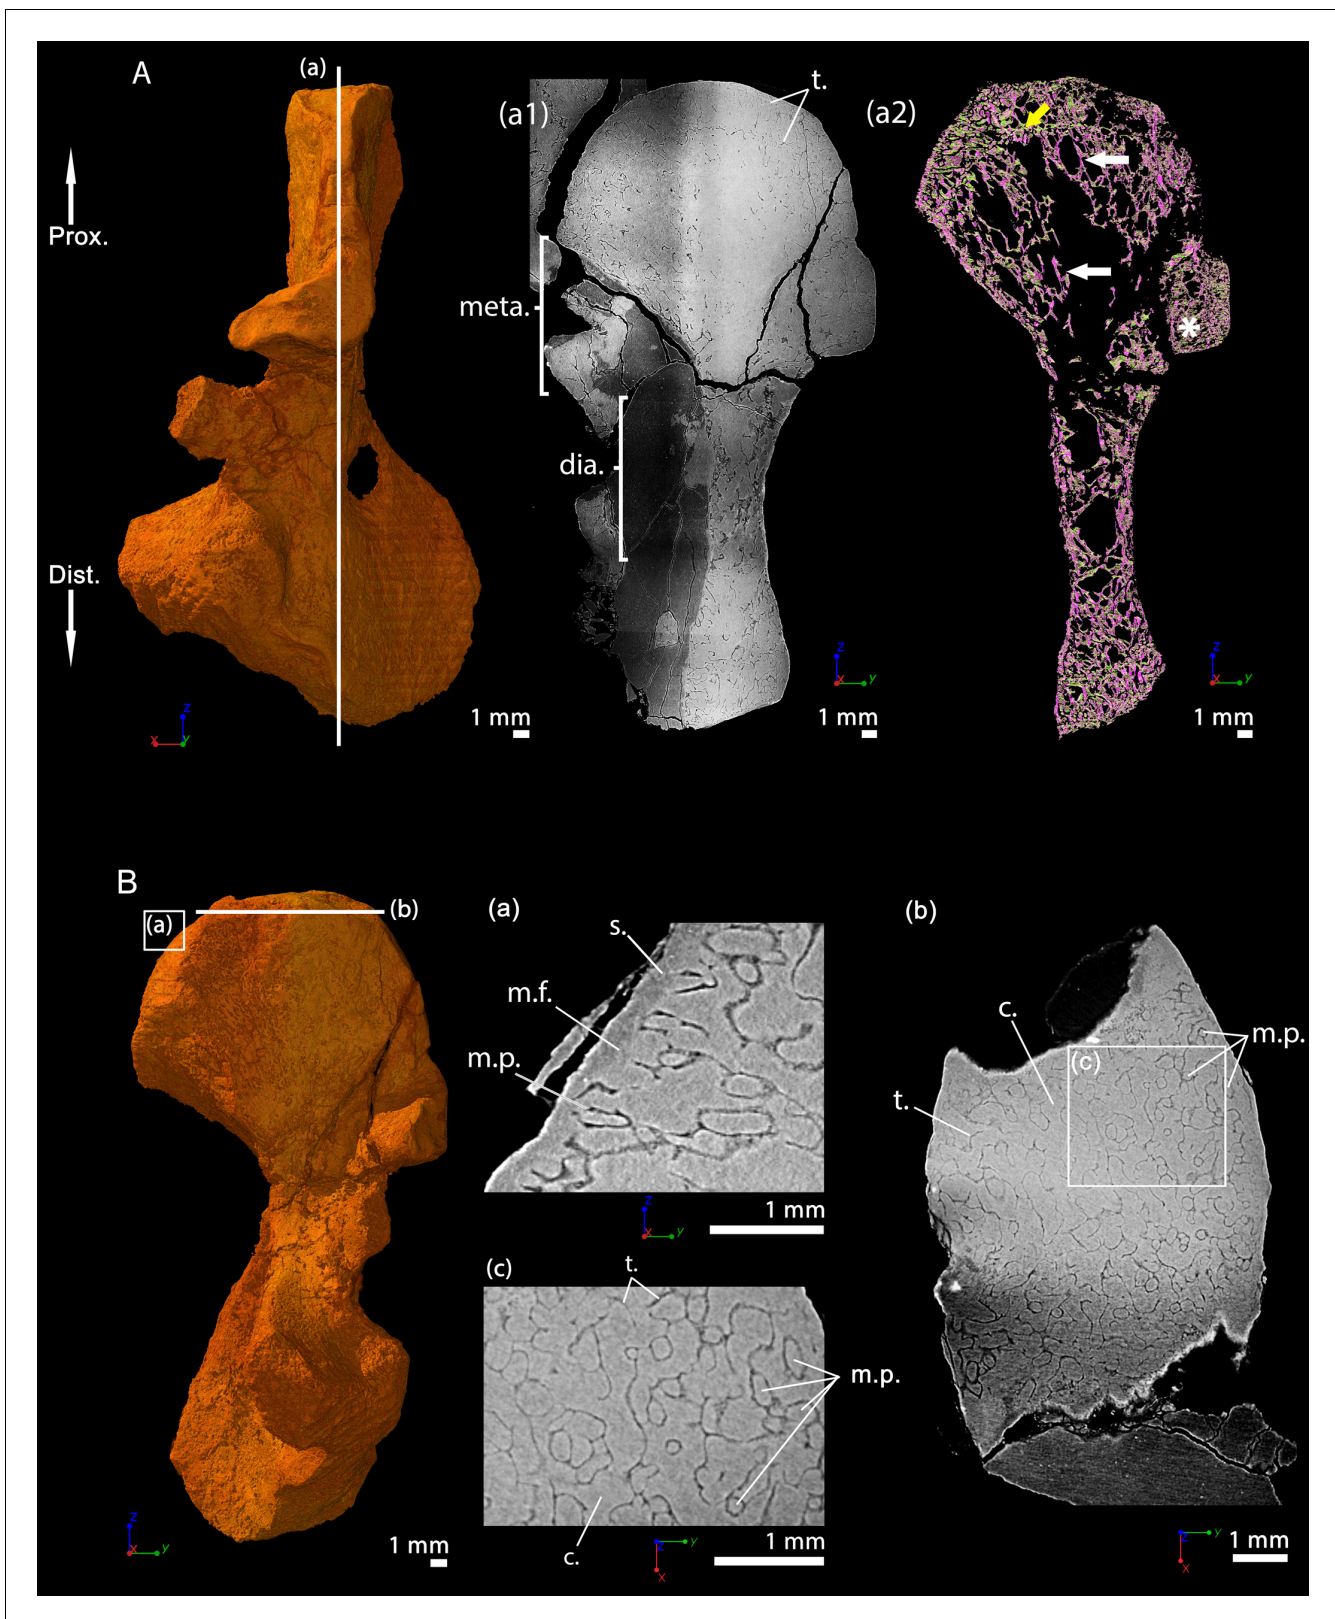 A
(a)
Prox.
Dist.
x
z
y
1 mm
(a1)
t.
meta.
dia.
z
x
y
1 mm
(a2)
*
z
x
y
1 mm
B
(a)
(b)
z
x
y
1 mm
(a)
s.
m.f.
m.p.
z
x
y
1 mm
(c)
t.
m.p.
c.
z
y
x
1 mm
(b)
c.
(c)
m.p.
t.
z
y
x
1 mm